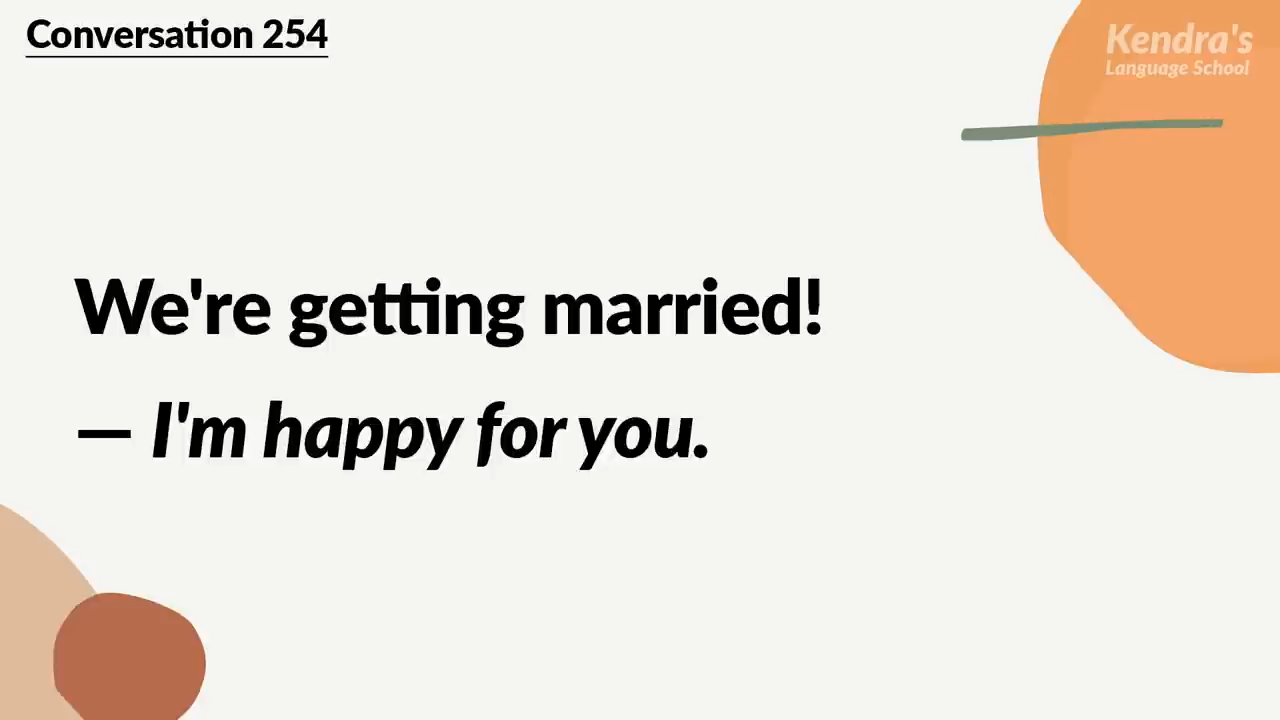 Conversation 254
Kendra's
Language School
We're getting married!
— I'm happy for you.